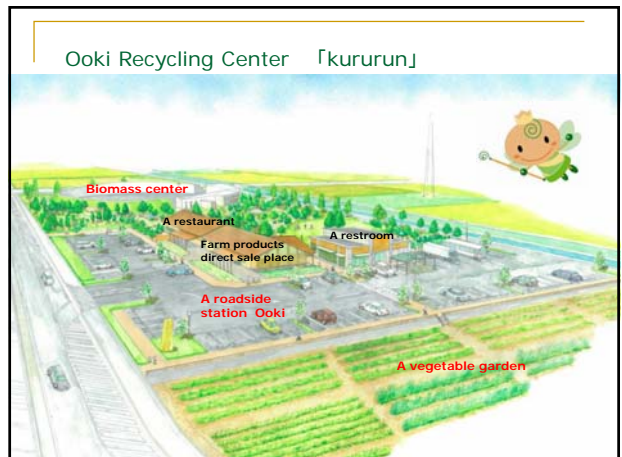 Ooki Recycling Center 「kururun」
Biomass center
A restaurant
A restroom
Farm products
direct sale place
A roadside
station Ooki
A vegetable garden